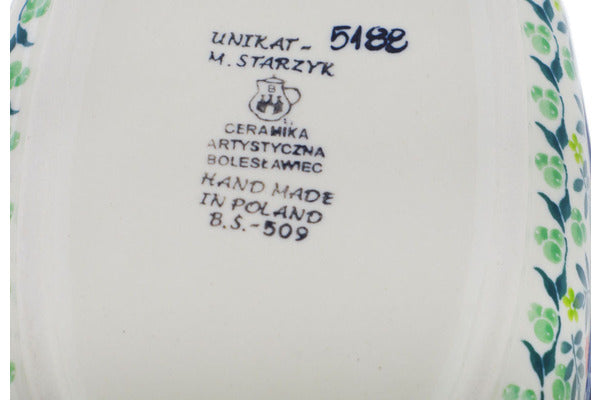 UNIKAT- 5188
M. STARZYK
B
CERAMIKA
ARTYSTYCZNA
BOLESŁAWIEC
HAND MADE
IN POLAND
B.S.-509